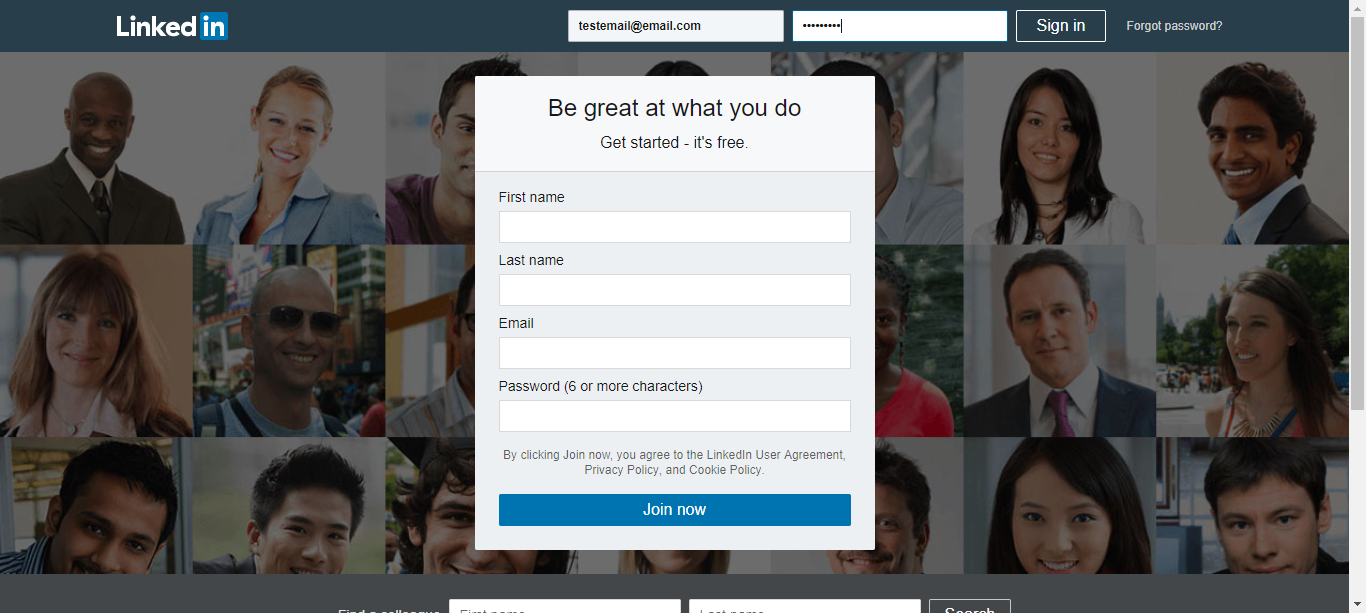 Linked in
testemail@email.com
•••••••••
Sign in
Forgot password?
Be great at what you do
Get started - it's free.
First name
Last name
Email
Password (6 or more characters)
By clicking Join now, you agree to the LinkedIn User Agreement,
Privacy Policy, and Cookie Policy.
Join now
Find a colleague First name Last name Search